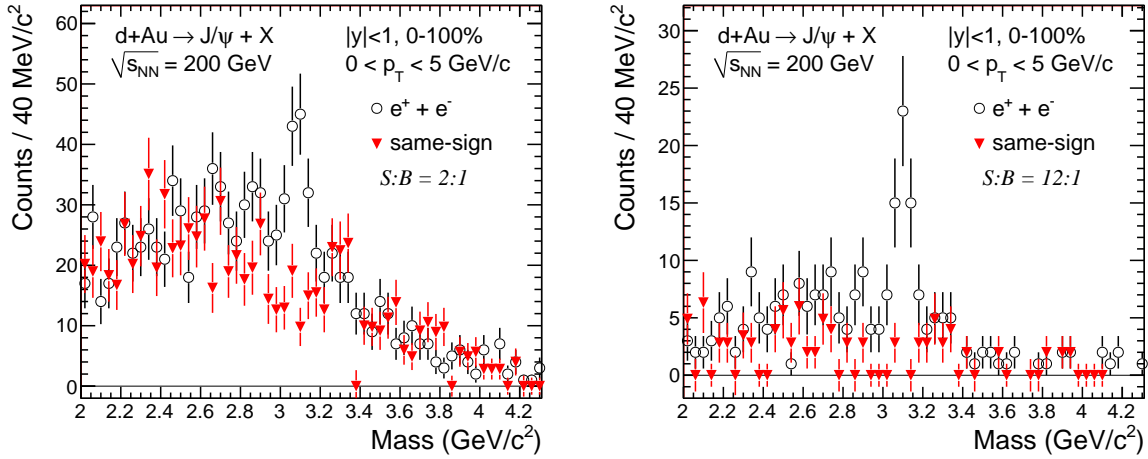 d+Au → J/ψ + X
√sNN = 200 GeV
|y|<1, 0-100%
0 < pT < 5 GeV/c
e+ + e-
same-sign
S:B = 2:1
Counts / 40 MeV/c2
60
50
40
30
20
10
0
2 2.2 2.4 2.6 2.8 3 3.2 3.4 3.6 3.8 4 4.2
Mass (GeV/c2)
d+Au → J/ψ + X
√sNN = 200 GeV
|y|<1, 0-100%
0 < pT < 5 GeV/c
e+ + e-
same-sign
S:B = 12:1
Counts / 40 MeV/c2
30
25
20
15
10
5
0
2 2.2 2.4 2.6 2.8 3 3.2 3.4 3.6 3.8 4 4.2
Mass (GeV/c2)